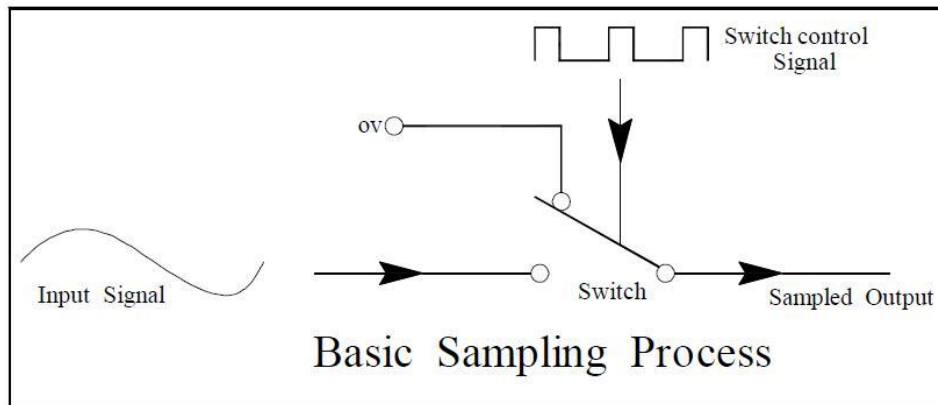 Switch control
Signal
ov
Input Signal
Switch
Sampled Output
Basic Sampling Process